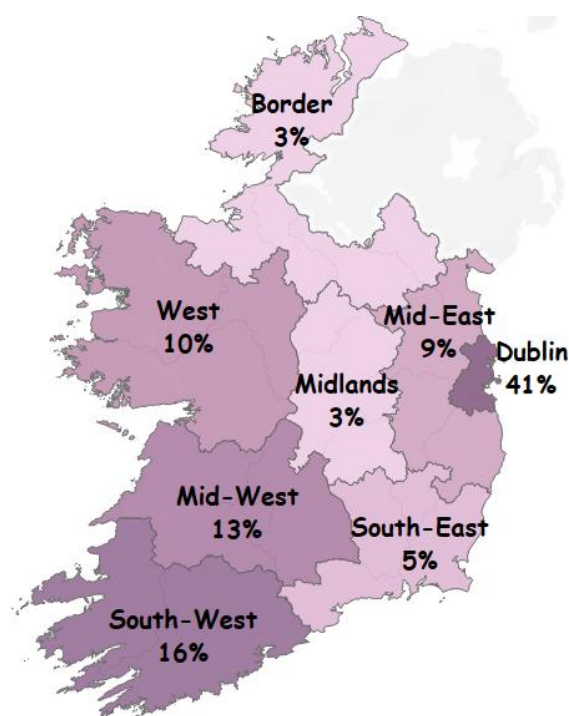 Border
3%
West
10%
Mid-East
9%
Dublin
41%
Midlands
3%
Mid-West
13%
South-East
5%
South-West
16%